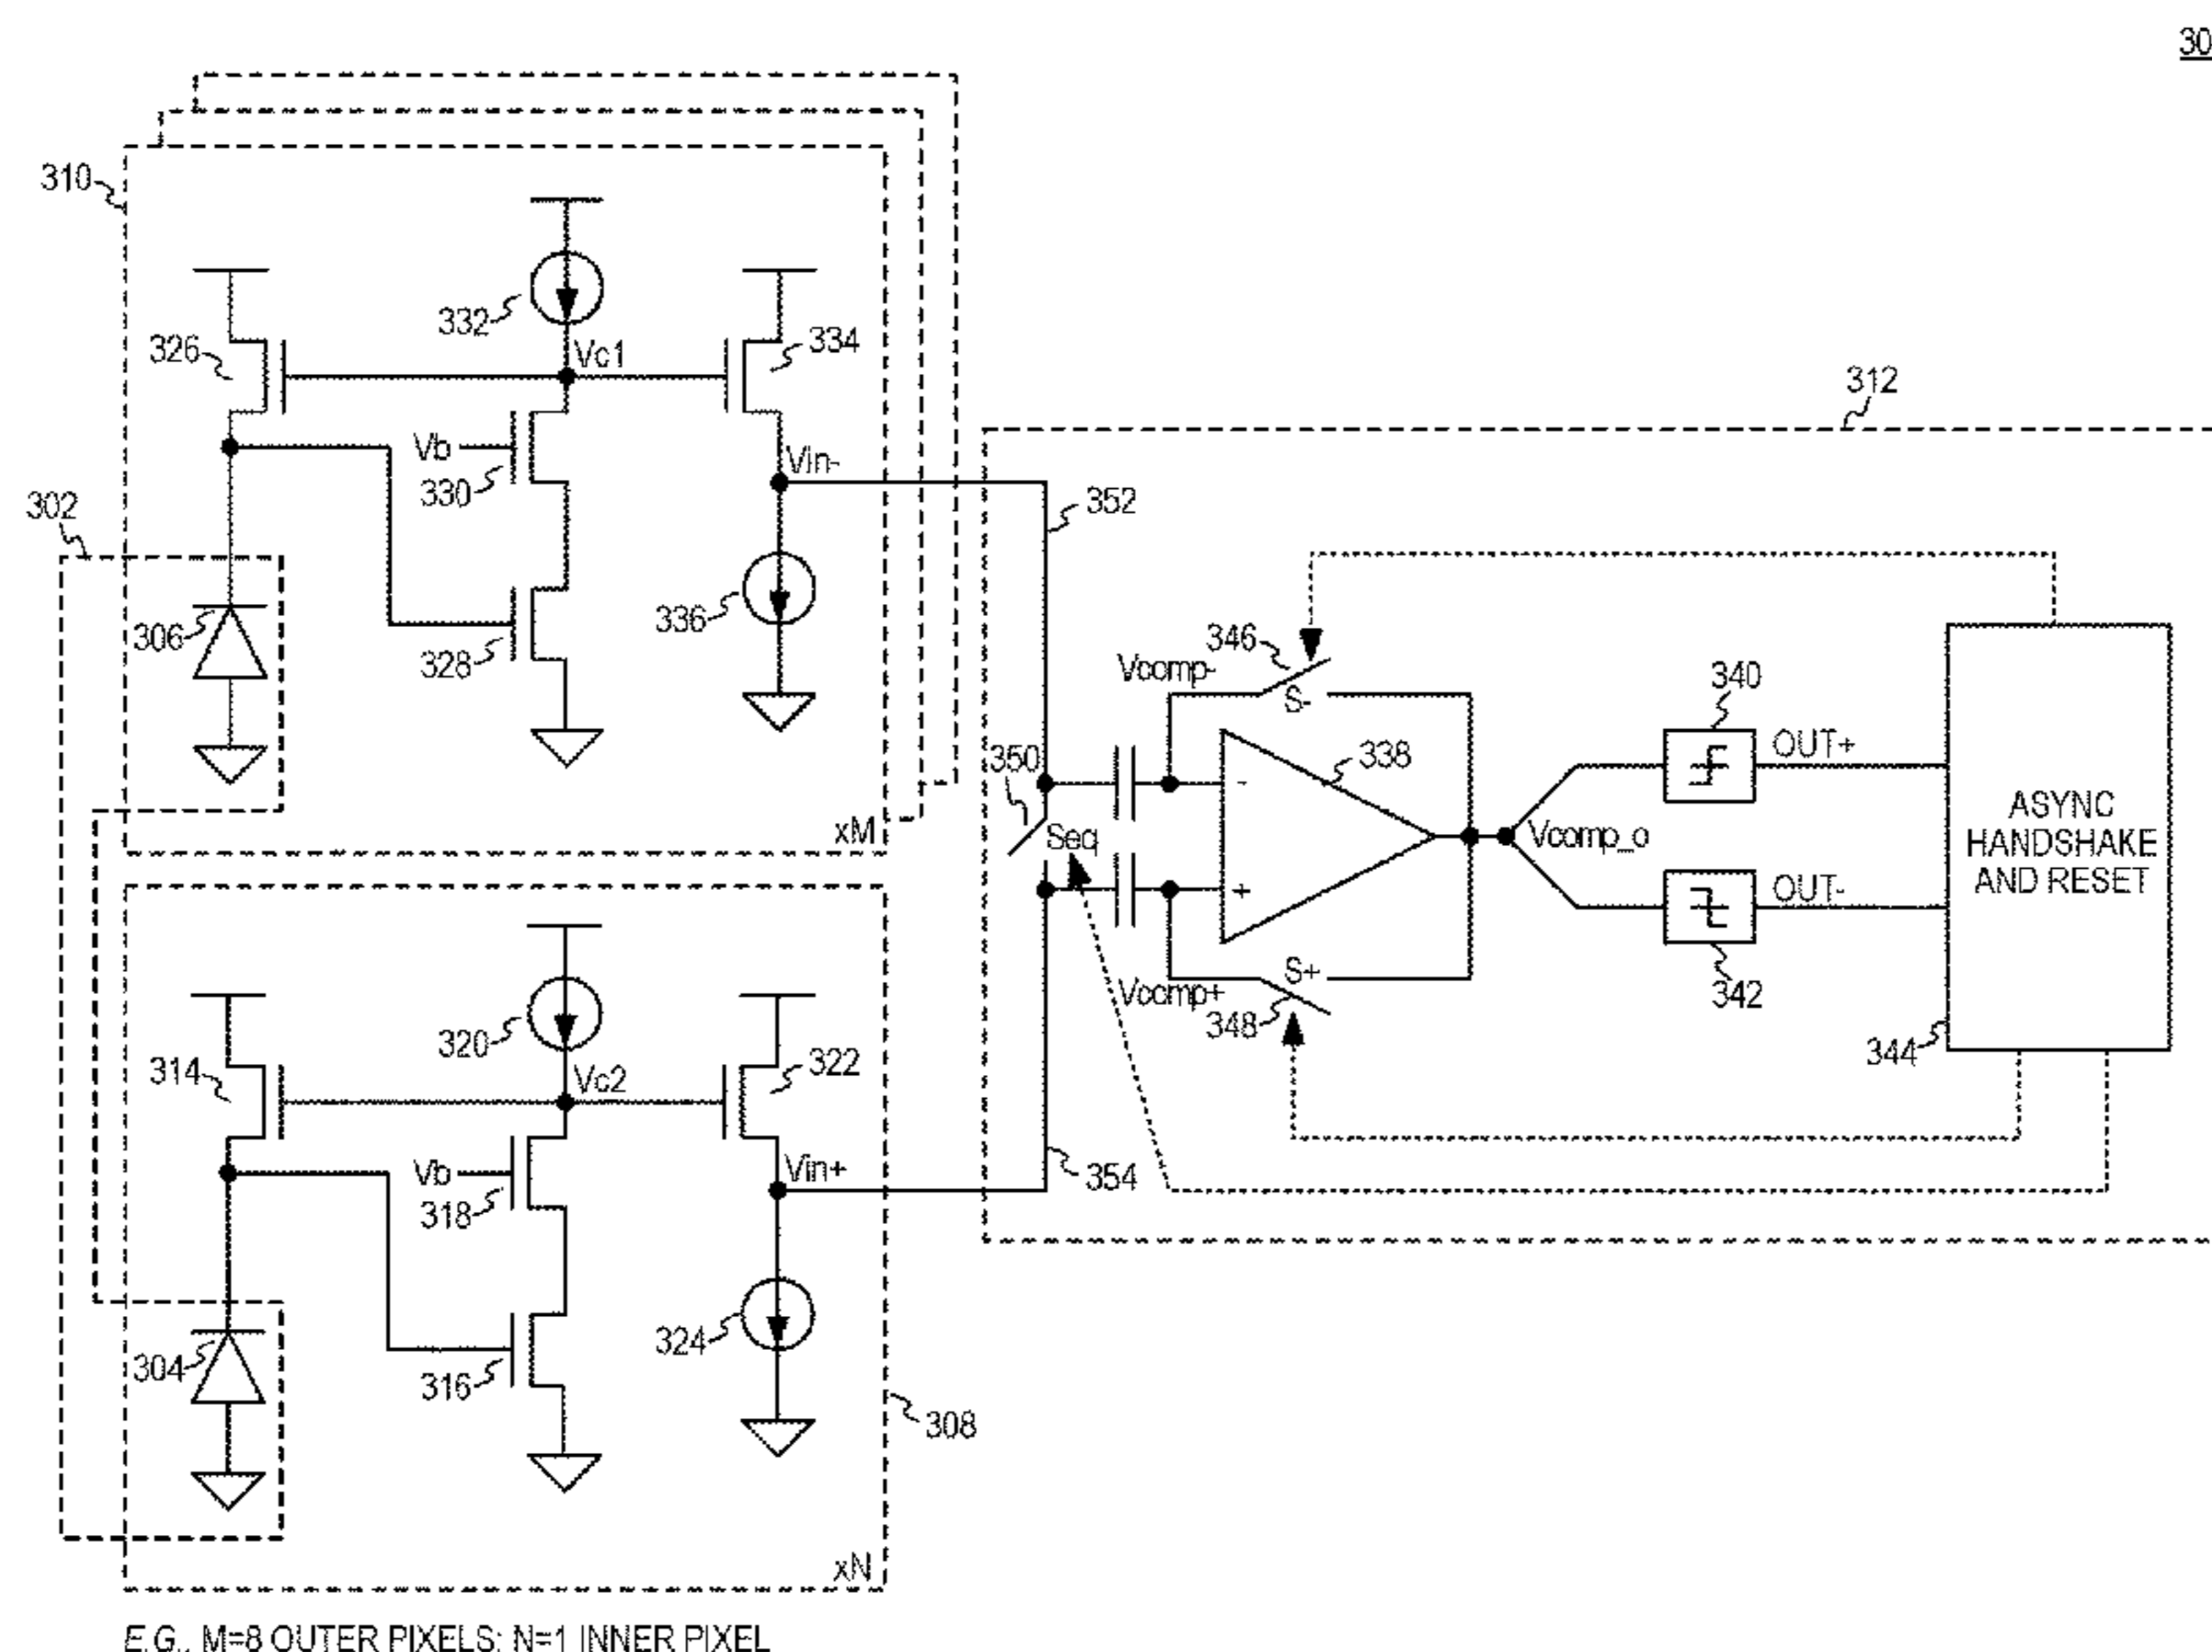 30
310
332
326
Vc1
334
312
Vb
330
Vin-
352
302
306
328
336
346
Vcomp-
S-
340
350
338
OUT+
Seq
ASYNC
HANDSHAKE
AND RESET
xM
Vcomp_o
OUT-
S+
Vcomp+
348
342
344
320
314
Vc2
322
Vb
318
Vin+
354
304
316
324
308
xN
E.G., M=8 OUTER PIXELS; N=1 INNER PIXEL
-
+